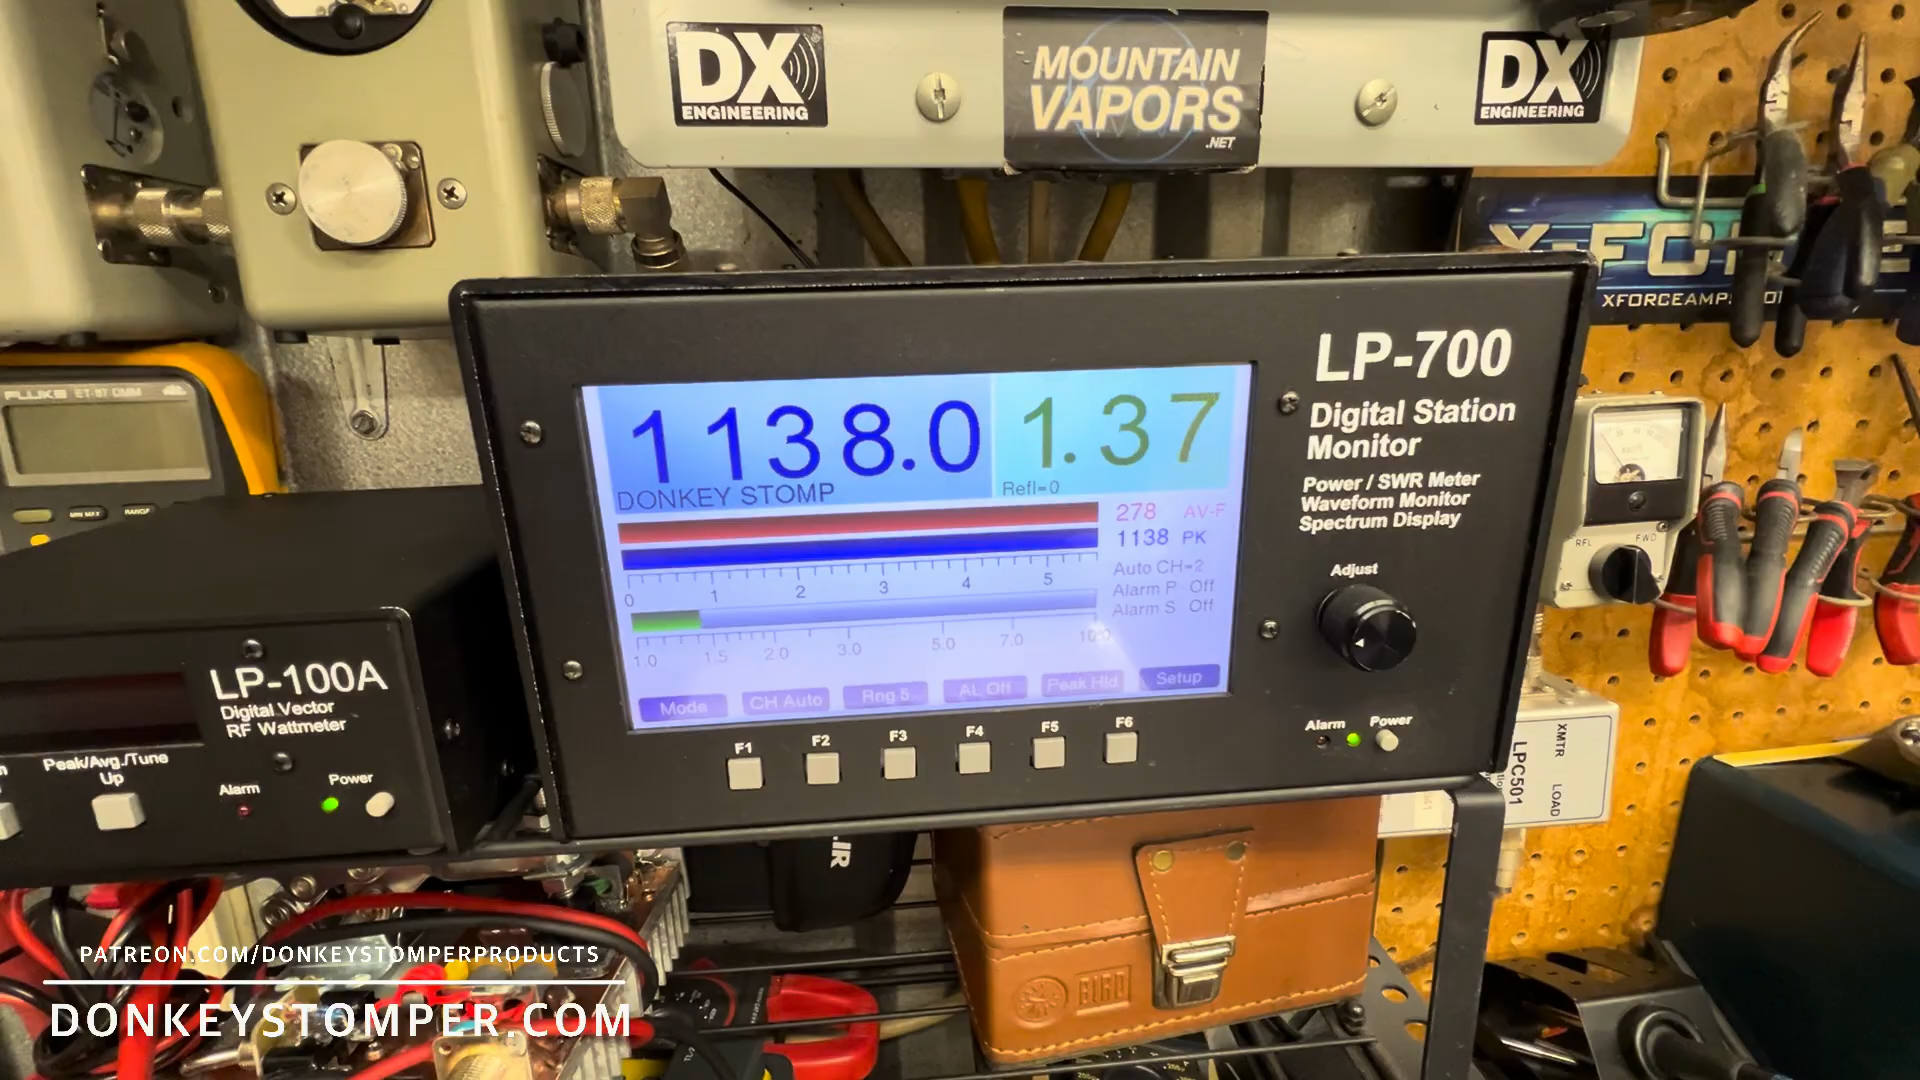 DX
ENGINEERING
MOUNTAIN
VAPORS
.NET
DX
ENGINEERING
FLUKE
MIN MAX
RANGE
LP-700
Digital Station
Monitor
Power / SWR Meter
Waveform Monitor
Spectrum Display
Adjust
Alarm
Power
1138.0
1.37
DONKEY STOMP
Refl=0
278 AV-F
1138 PK
0 1 2 3 4 5
Auto CH=2
Alarm P Off
Alarm S Off
1.0 1.5 2.0 3.0 5.0 7.0
Mode CH Auto Rng 5 AL Off Peak Hld Setup
F1 F2 F3 F4 F5 F6
RFL
FWD
XMTR
LOAD
LPC501
LP-100A
Digital Vector
RF Wattmeter
Peak/Avg./Tune
Up
Alarm
Power
BIRD
PATREON.COM/DONKEYSTOMPERPRODUCTS
DONKEYSTOMPER.COM